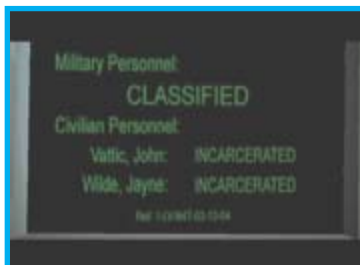 Military Personnel:
CLASSIFIED
Civilian Personnel:
Vattic, John: INCARCERATED
Wilde, Jayne: INCARCERATED
Ref: